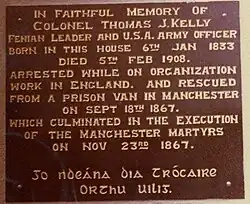 IN FAITHFUL MEMORY OF
COLONEL THOMAS J. KELLY
FENIAN LEADER AND U.S.A. ARMY OFFICER
BORN IN THIS HOUSE 6TH JAN 1833
DIED 5TH FEB 1908.
ARRESTED WHILE ON ORGANIZATION
WORK IN ENGLAND. AND RESCUED
FROM A PRISON VAN IN MANCHESTER
ON SEPT 18TH 1867.
WHICH CULMINATED IN THE EXECUTION
OF THE MANCHESTER MARTYRS
ON NOV 23RD 1867.
Go ndeána Dia Trócaire
Orthu Uilig.